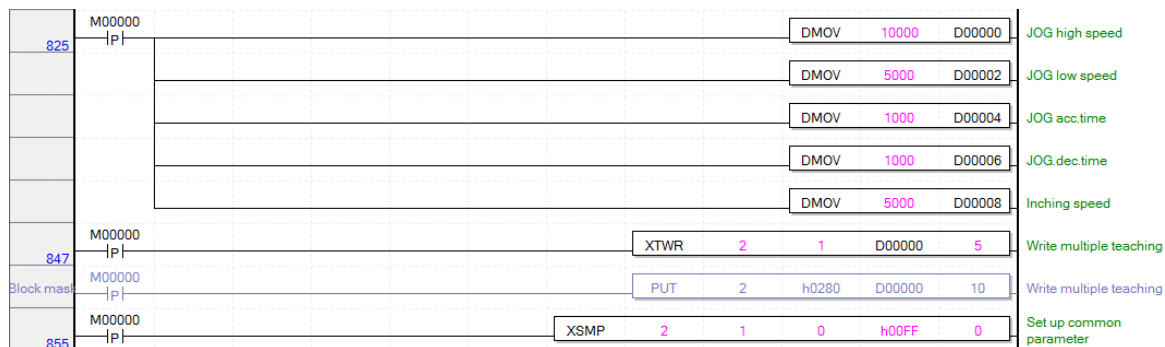 M00000
P
DMOV 10000 D00000 JOG high speed
825
DMOV 5000 D00002 JOG low speed
DMOV 1000 D00004 JOG acc.time
DMOV 1000 D00006 JOG.dec.time
DMOV 5000 D00008 Inching speed
M00000
P
XTWR 2 1 D00000 5 Write multiple teaching
847
M00000
Block mask P PUT 2 h0280 D00000 10 Write multiple teaching
M00000
P
XSMP 2 1 0 h00FF 0 Set up common
parameter
855